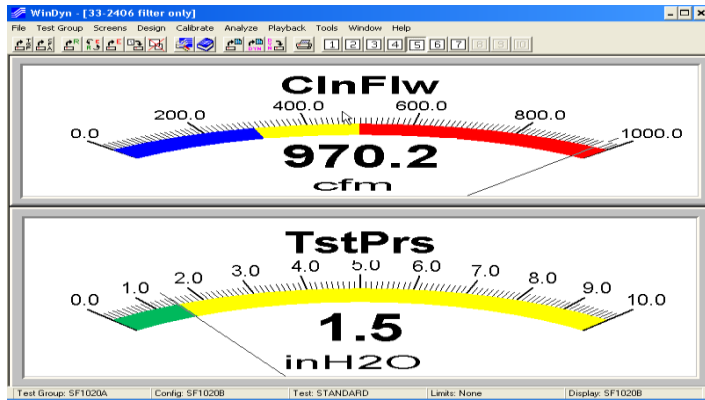 WinDyn - [33-2406 filter only]
File Test Group Screens Design Calibrate Analyze Playback Tools Window Help
1 2 3 4 5 6 7 8 9 10
ClnFlw
0.0 200.0 400.0 600.0 800.0 1000.0
970.2
cfm
TstPrs
0.0 1.0 2.0 3.0 4.0 5.0 6.0 7.0 8.0 9.0 10.0
1.5
inH2O
Test Group: SF1020A Config: SF1020B Test: STANDARD Limits: None Display: SF1020B